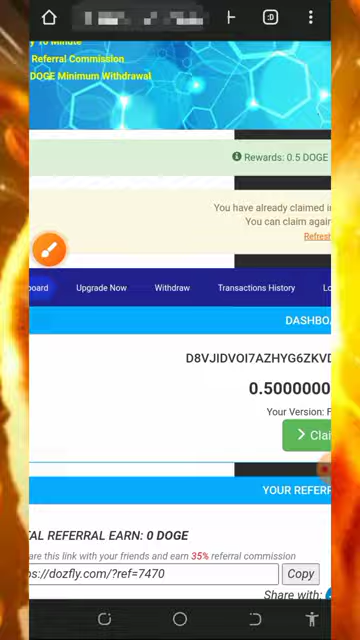 10 Minute
Referral Commission
DOGE Minimum Withdrawal
Rewards: 0.5 DOGE
You have already claimed i
You can claim again
Refresh
board
Upgrade Now
Withdraw
Transactions History
Lo
DASHBOA
D8VJIDVOI7AZHYG6ZKVD
0.5000000
Your Version: F
Clai
YOUR REFERR
TAL REFERRAL EARN: 0 DOGE
are this link with your friends and earn 35% referral commission
ps://dozfly.com/?ref=7470
Copy
Share with: